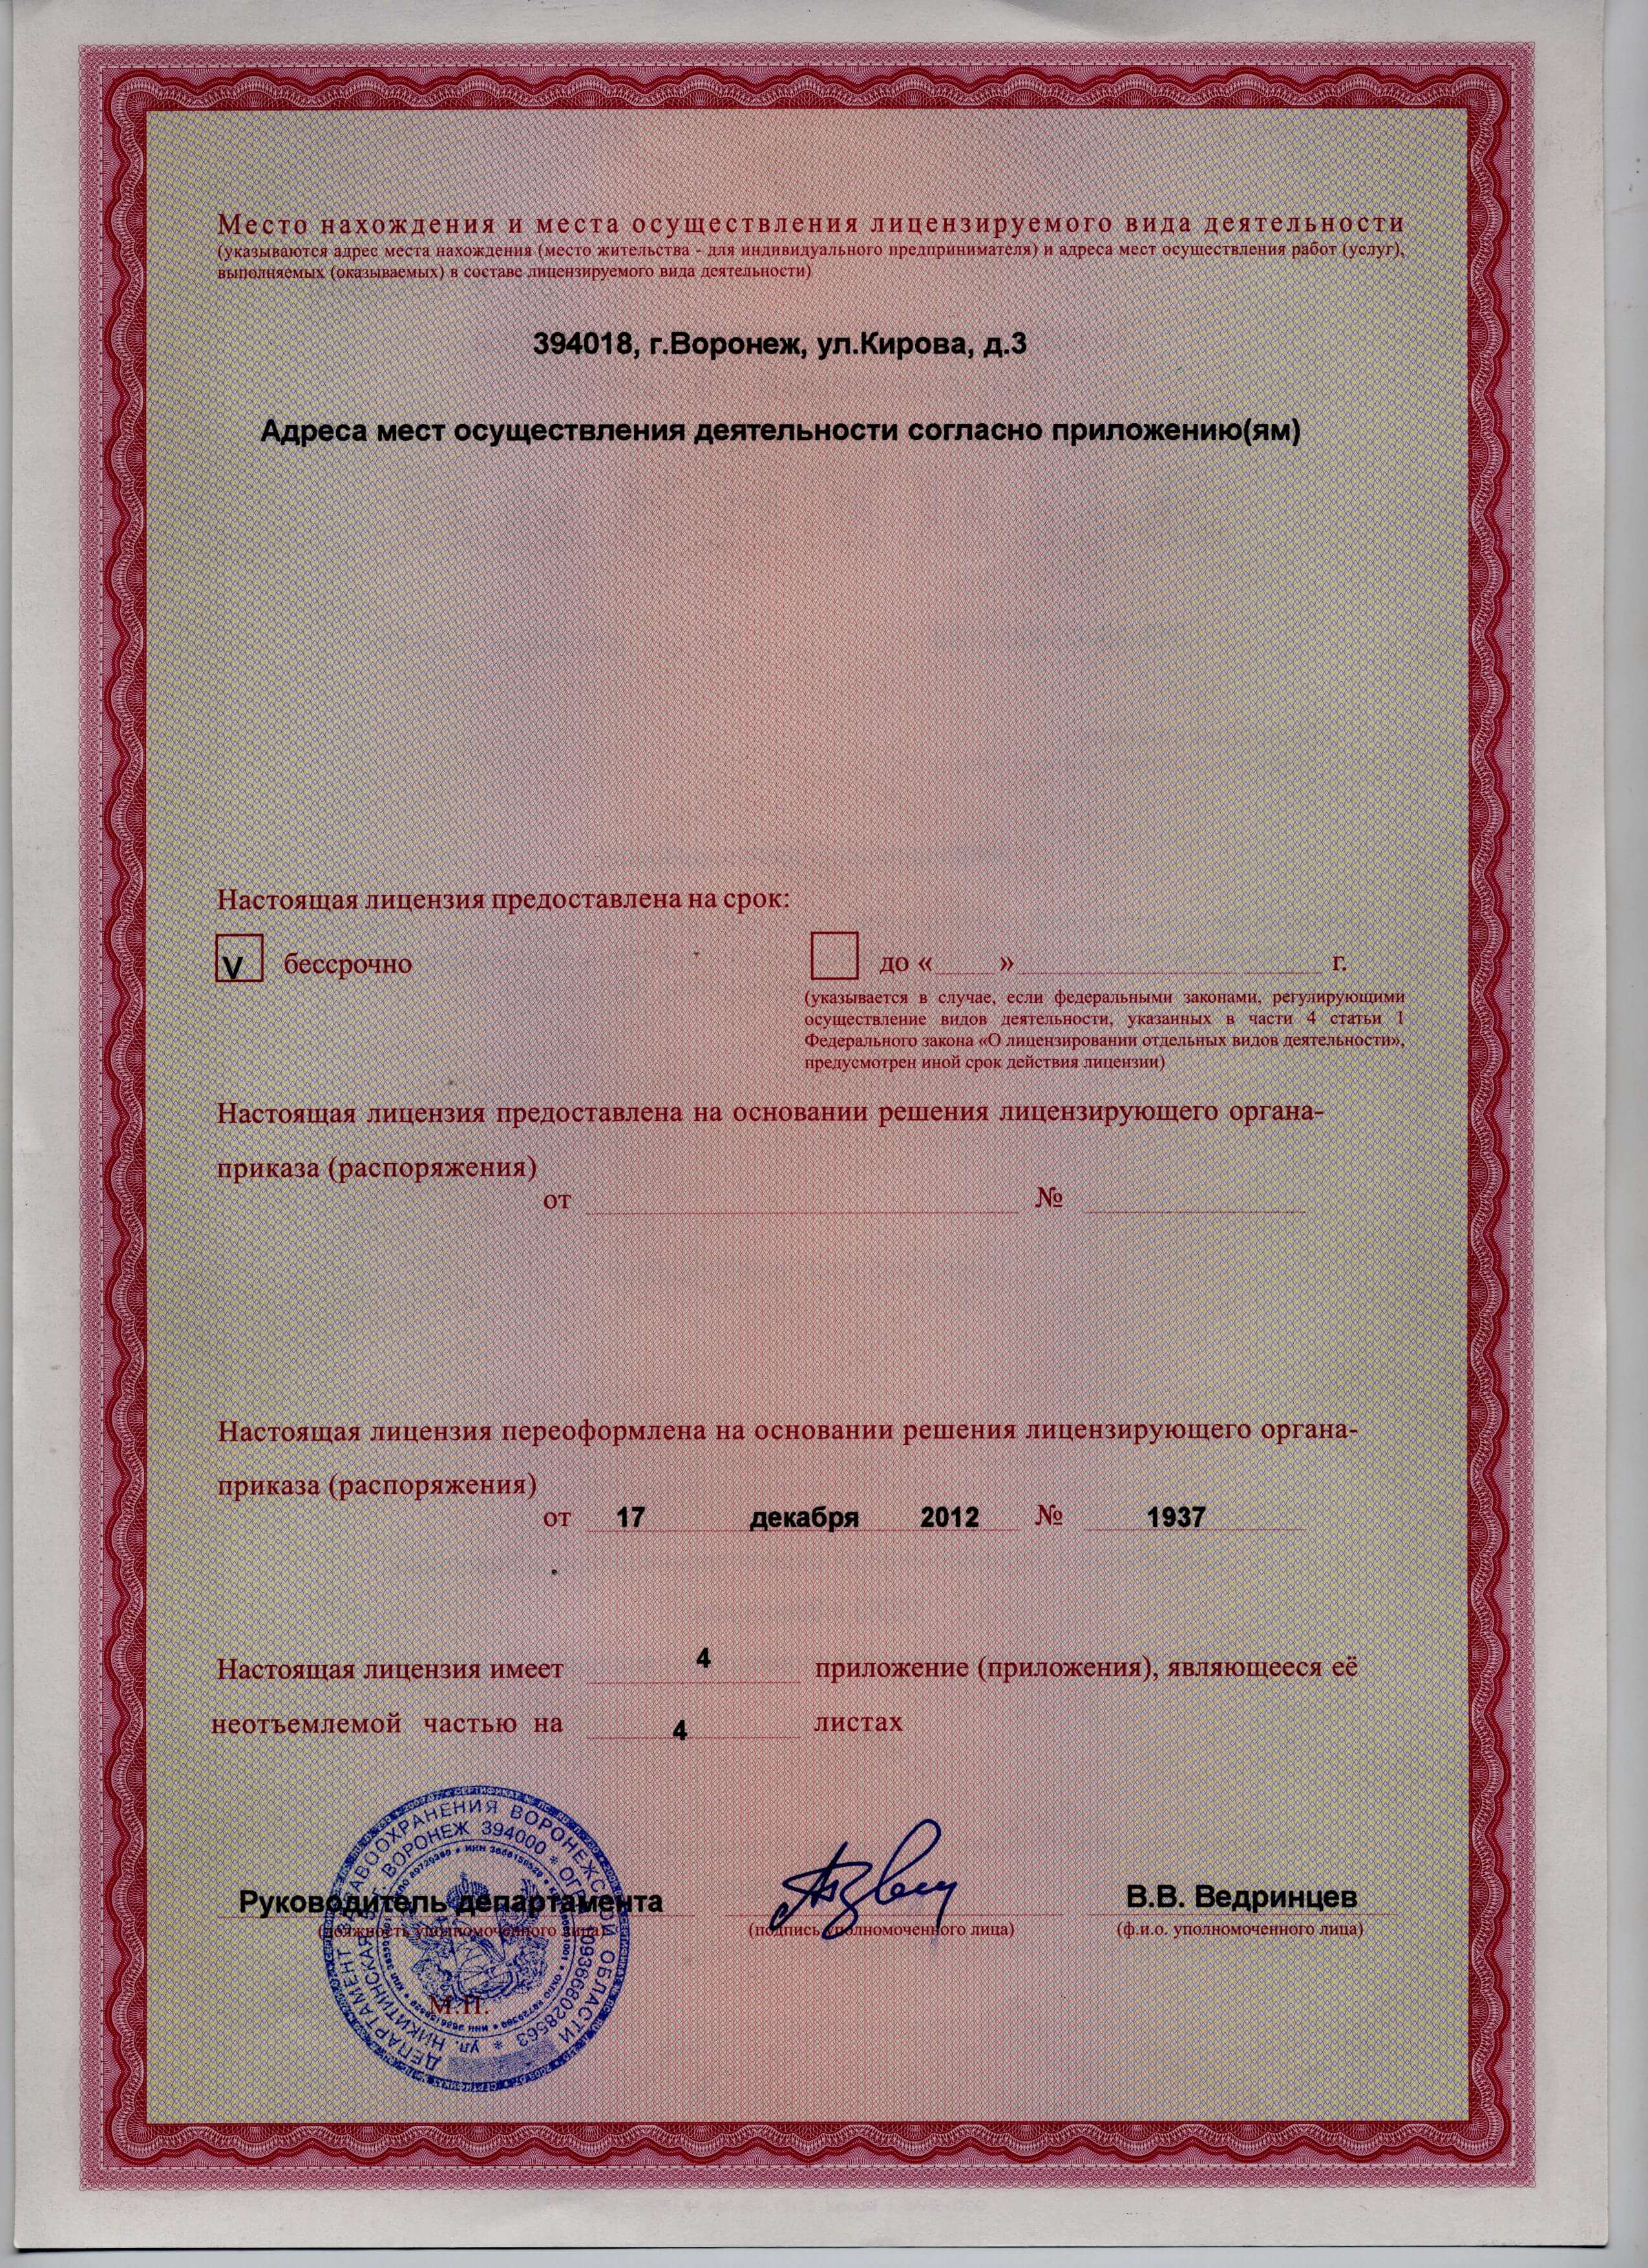 Место нахождения и места осуществления лицензируемого вида деятельности
(указываются адрес места нахождения (место жительства - для индивидуального предпринимателя) и адреса мест осуществления работ (услуг),
выполняемых (оказываемых) в составе лицензируемого вида деятельности)
394018, г.Воронеж, ул.Кирова, д.3
Адреса мест осуществления деятельности согласно приложению(ям)
Настоящая лицензия предоставлена на срок:
V бессрочно
до «____»____________________ г.
(указывается в случае, если федеральными законами, регулирующими
осуществление видов деятельности, указанных в части 4 статьи 1
Федерального закона «О лицензировании отдельных видов деятельности»,
предусмотрен иной срок действия лицензии)
Настоящая лицензия предоставлена на основании решения лицензирующего органа-
приказа (распоряжения)
от №
Настоящая лицензия переоформлена на основании решения лицензирующего органа-
приказа (распоряжения)
от 17 декабря 2012 № 1937
Настоящая лицензия имеет 4 приложение (приложения), являющееся её
неотъемлемой частью на 4 листах
Руководитель департамента В.В. Ведринцев
(должность уполномоченного лица) (подпись уполномоченного лица) (ф.и.о. уполномоченного лица)
М.П.
ДЕПАРТАМЕНТ ЗДРАВООХРАНЕНИЯ ВОРОНЕЖСКОЙ ОБЛАСТИ
ВОРОНЕЖ 394000 * ОГРН 1093668028563 * ул. НИКИТИНСКАЯ